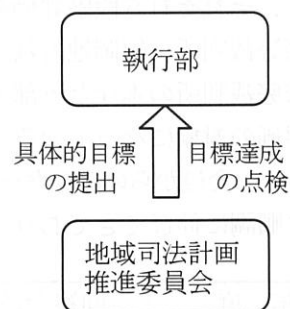 執行部
具体的目標
の提出
目標達成
の点検
地域司法計画
推進委員会